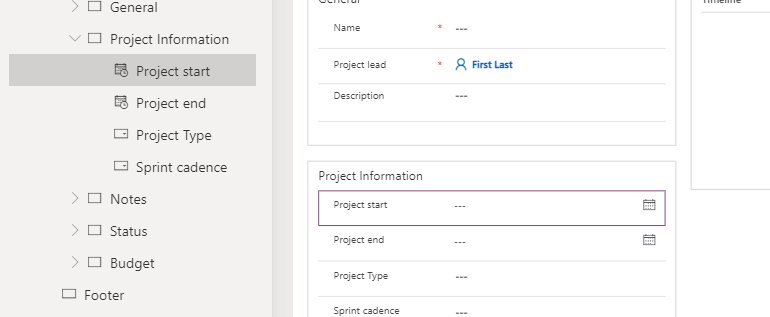 General
Project Information
Project start
Project end
Project Type
Sprint cadence
Notes
Status
Budget
Footer
General
Name * ---
Project lead * First Last
Description ---
Project Information
Project start ---
Project end ---
Project Type ---
Sprint cadence ---
Timeline